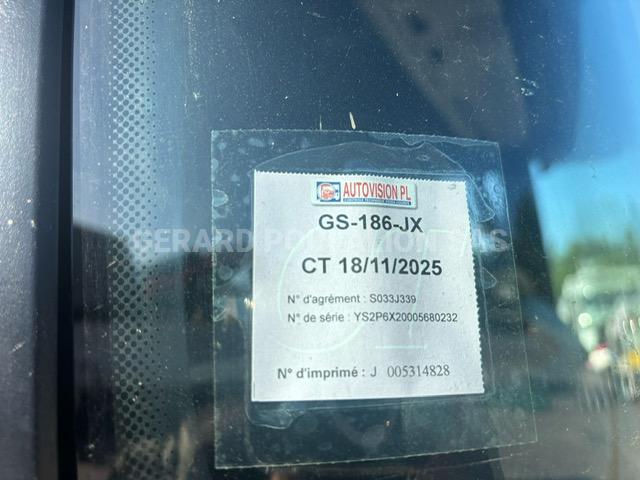 AUTOVISION PL
GS-186-JX
CT 18/11/2025
N° d'agrément : S033J339
N° de série : YS2P6X20005680232
N° d'imprimé : J 005314828